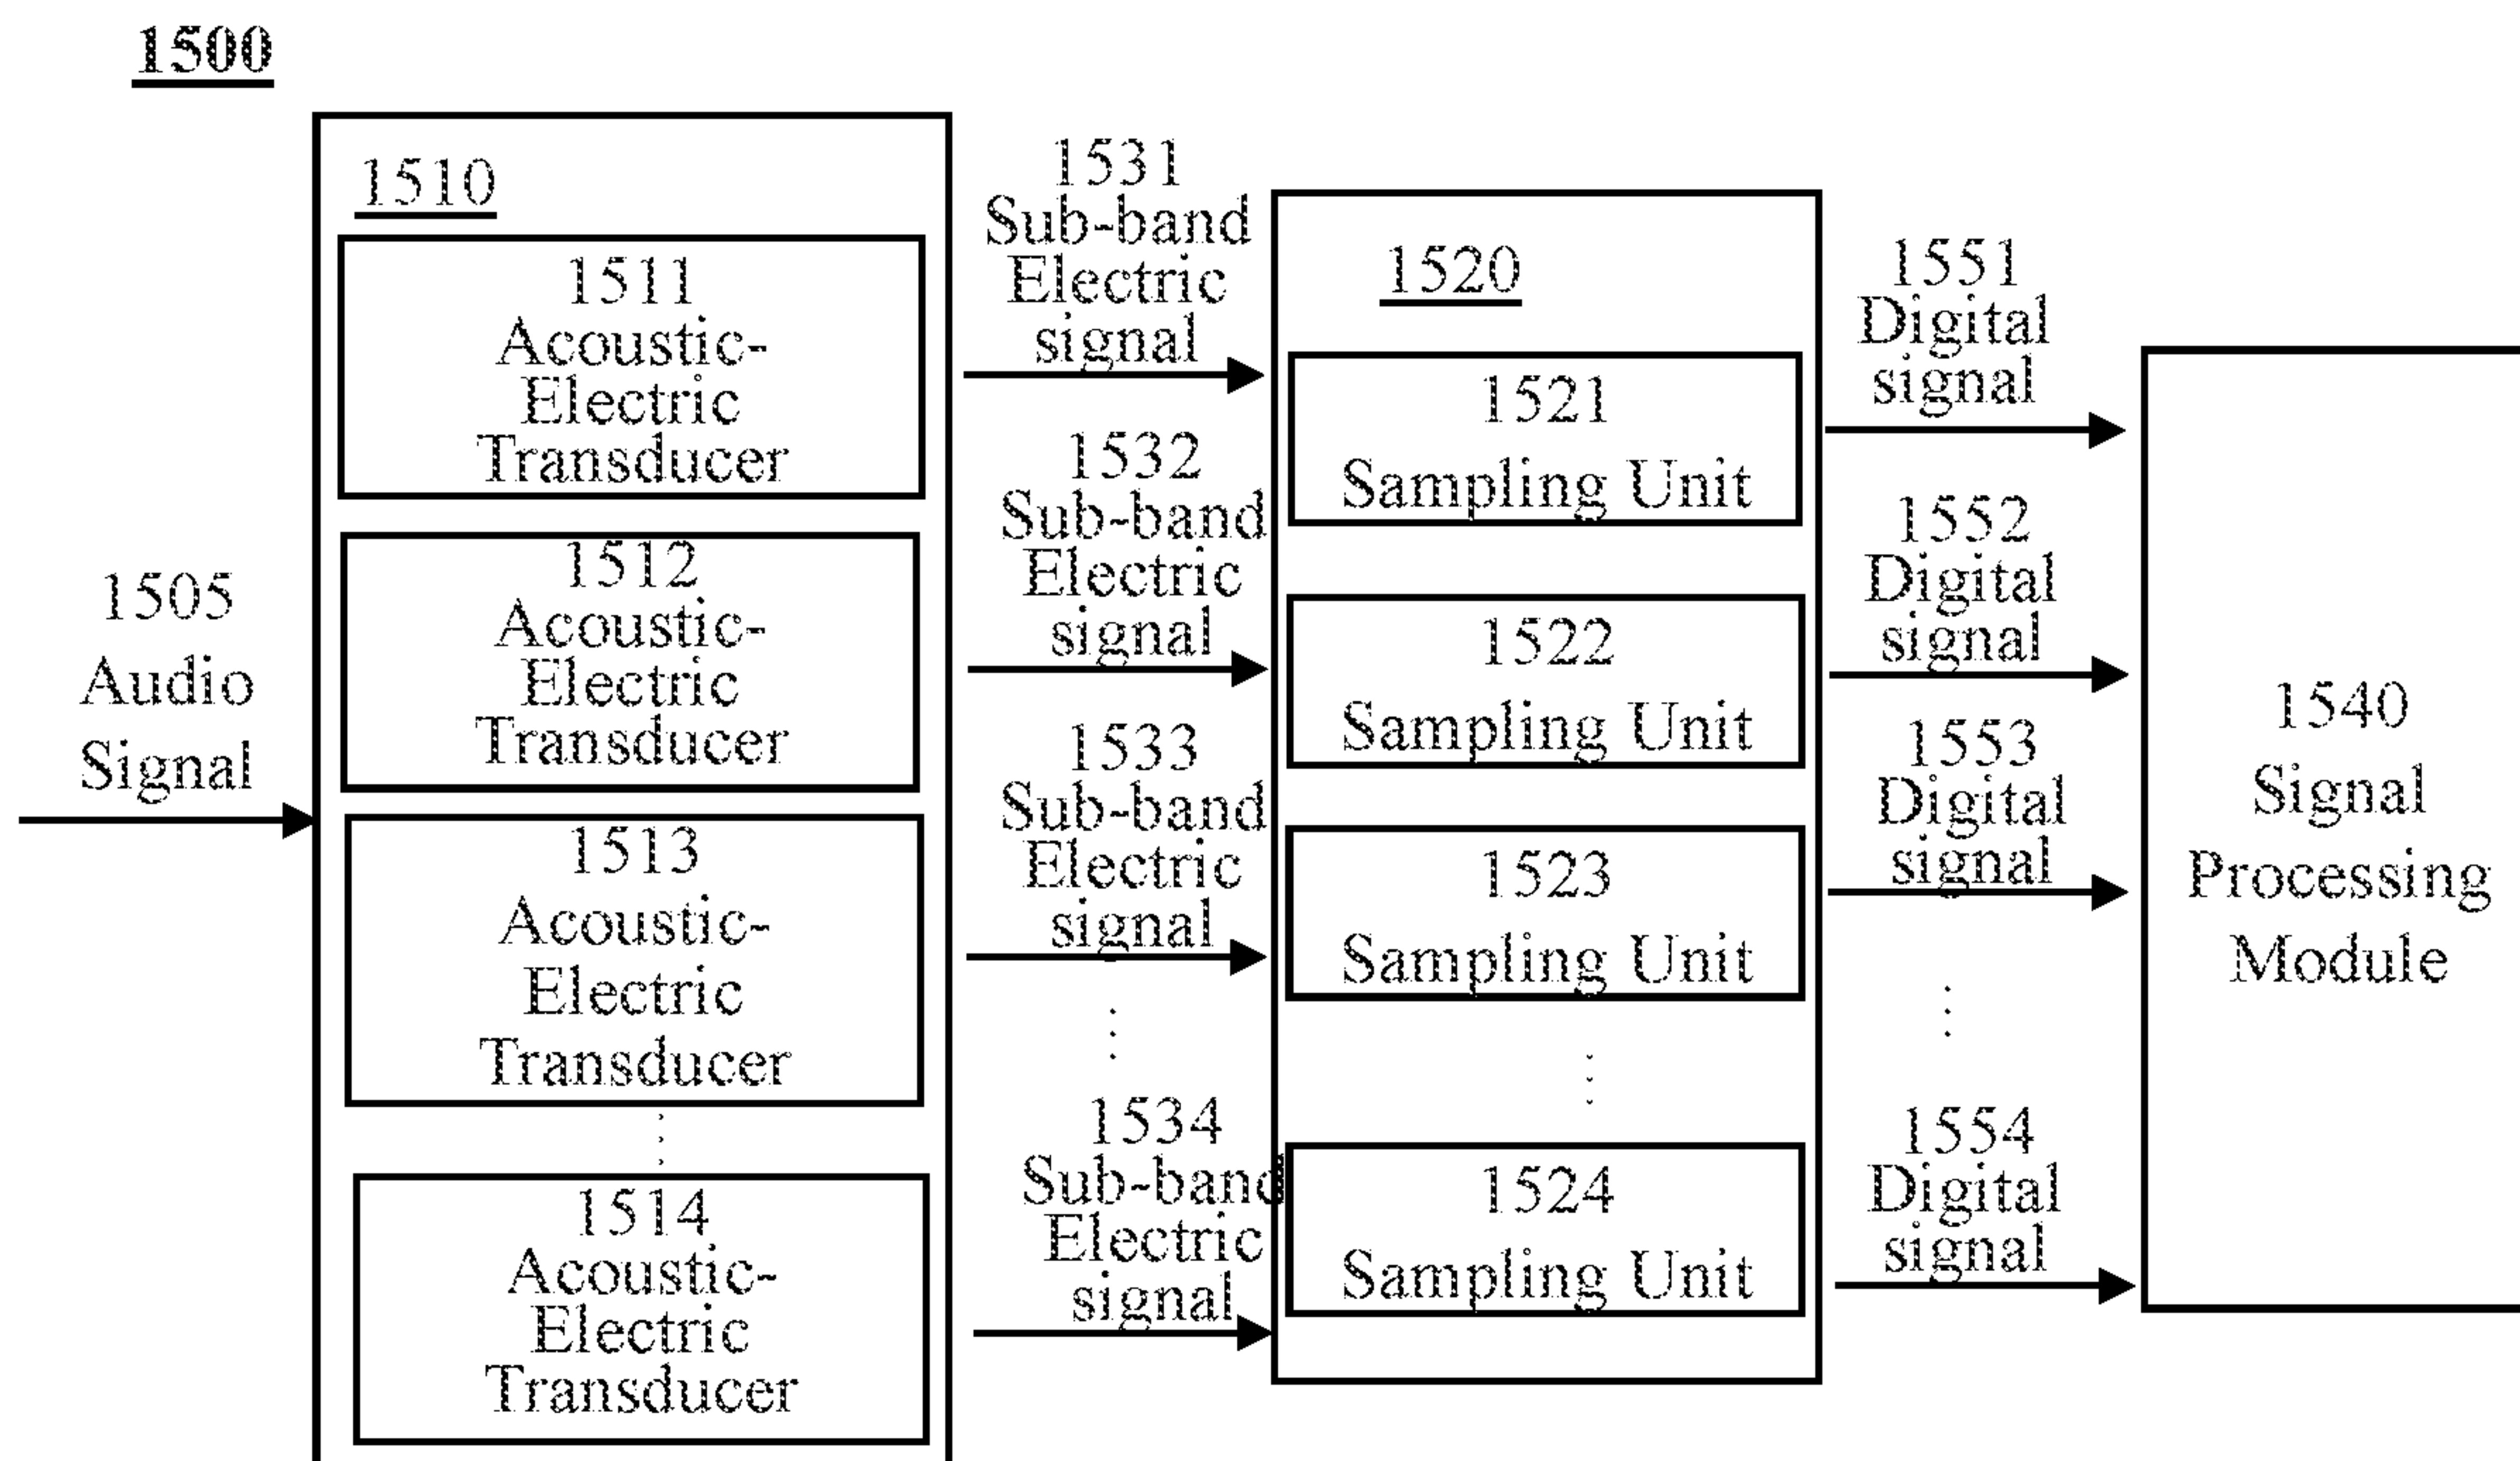 1500
1505
Audio
Signal
1510
1511
Acoustic-
Electric
Transducer
1512
Acoustic-
Electric
Transducer
1513
Acoustic-
Electric
Transducer
1514
Acoustic-
Electric
Transducer
1531
Sub-band
Electric
signal
1532
Sub-band
Electric
signal
1533
Sub-band
Electric
signal
1534
Sub-band
Electric
signal
1520
1521
Sampling Unit
1522
Sampling Unit
1523
Sampling Unit
1524
Sampling Unit
1551
Digital
signal
1552
Digital
signal
1553
Digital
signal
1554
Digital
signal
1540
Signal
Processing
Module